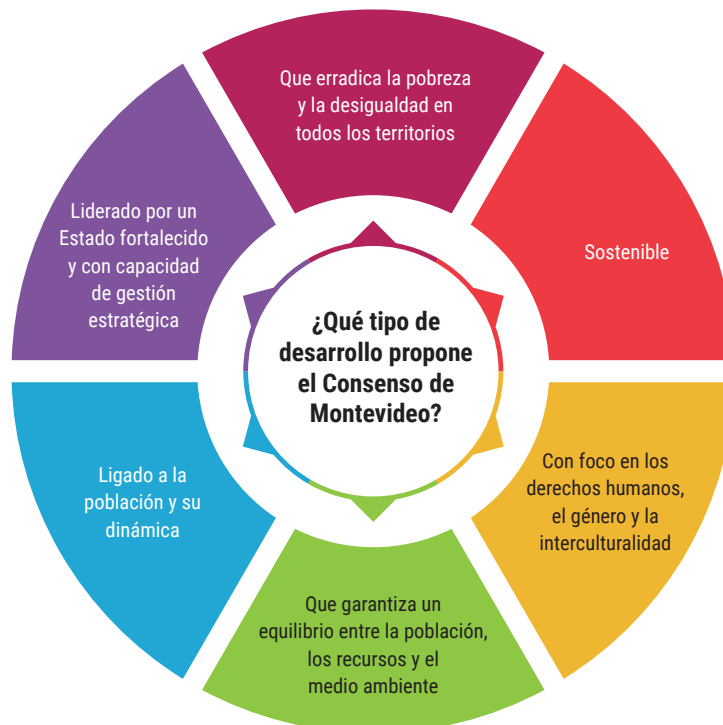 Que erradica la pobreza
y la desigualdad en
todos los territorios
Sostenible
Con foco en los
derechos humanos,
el género y la
interculturalidad
Que garantiza un
equilibrio entre la población,
los recursos y el
medio ambiente
Ligado a la
población y su
dinámica
Liderado por un
Estado fortalecido
y con capacidad
de gestión
estratégica
¿Qué tipo de
desarrollo propone
el Consenso de
Montevideo?